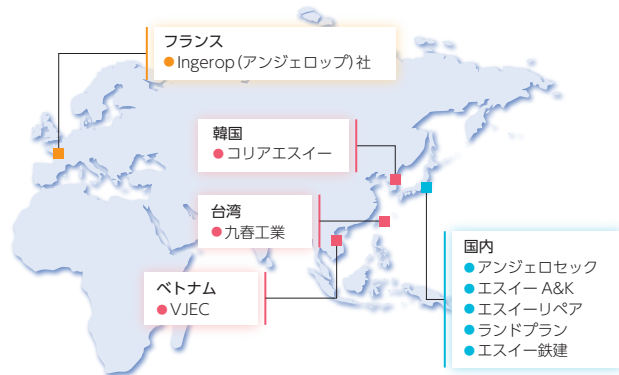 フランス
●Ingerop(アンジェロップ)社
韓国
●コリアエスイー
台湾
●九春工業
ベトナム
●VJEC
国内
●アンジェロセック
●エスイーA&K
●エスイーリペア
●ランドプラン
●エスイー鉄建